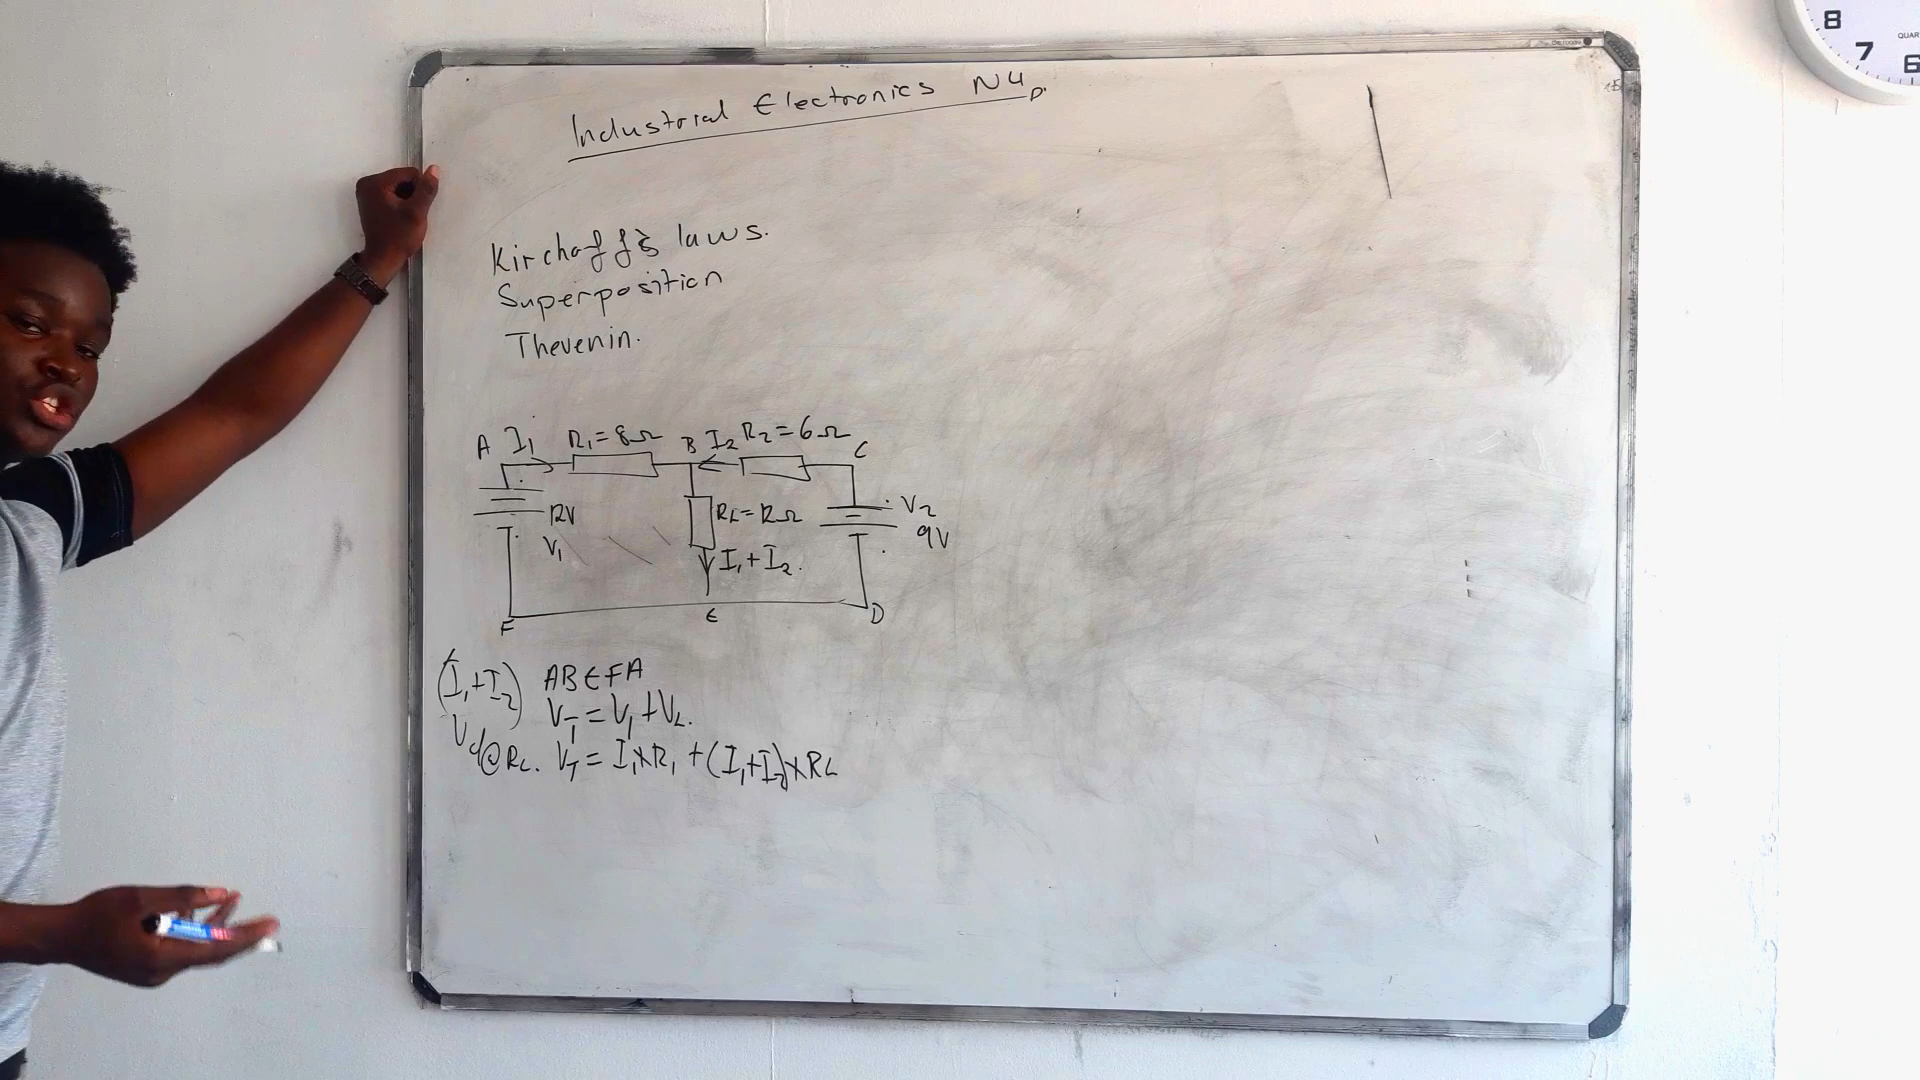 8
7
6
QUAR
Industrial Electronics N4
Kirchoff's laws.
Superposition
Thevenin.
A I₁ R₁=8Ω B I₂ R₂=6Ω C
12V
V₁
RL=12Ω
V₂
9V
I₁+I₂.
F E D
(I₁+I₂) ABEFA
VT=V₁+VL.
Vd@RL. VT=I₁×R₁+(I₁+I₂)×RL